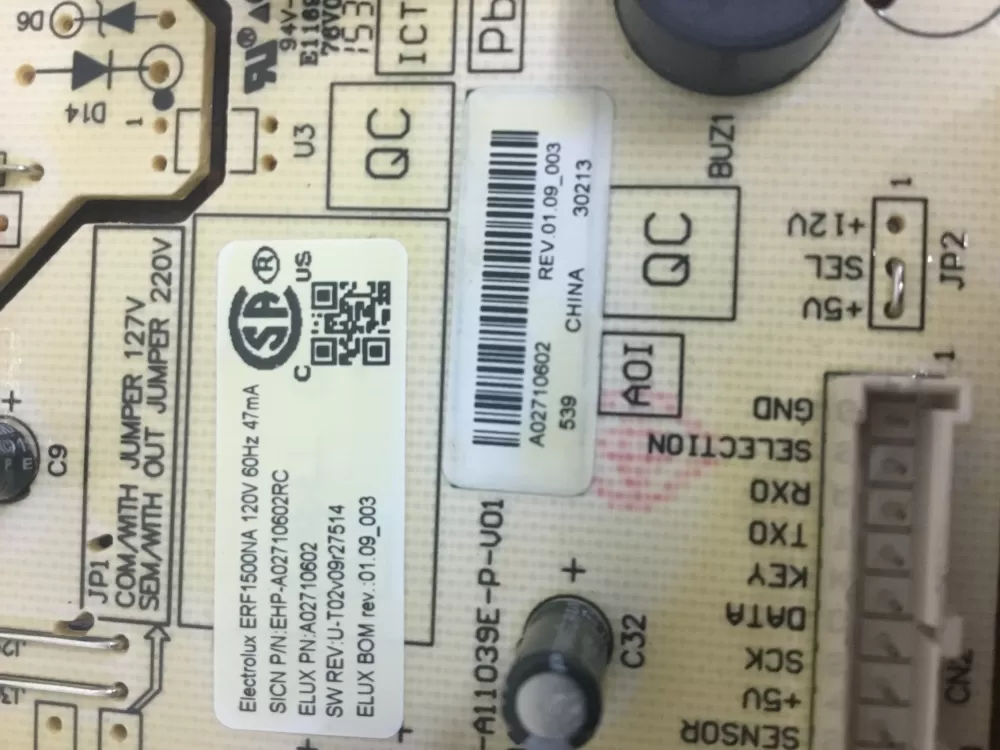 D6
D14
1
94V-
ICT
Pb
U3
QC
BUZ1
QC
AOI
COM/WITH JUMPER 127V
SEM/WITH OUT JUMPER 220V
JP1
C9
+
SA
®
C
US
Electrolux ERF1500NA 120V 60Hz 47mA
SICN P/N:EHP-A02710602RC
ELUX PN:A02710602
SW REV:U-T02v09r27514
ELUX BOM rev.:01.09_003
A02710602
REV.01.09_003
539
CHINA
30213
-A11039E-P-V01
+
C32
1
+12V
SEL
+5V
JP2
1
GND
SELECTION
RXO
TXO
KEY
DATA
SCK
+5V
SENSOR
CN2